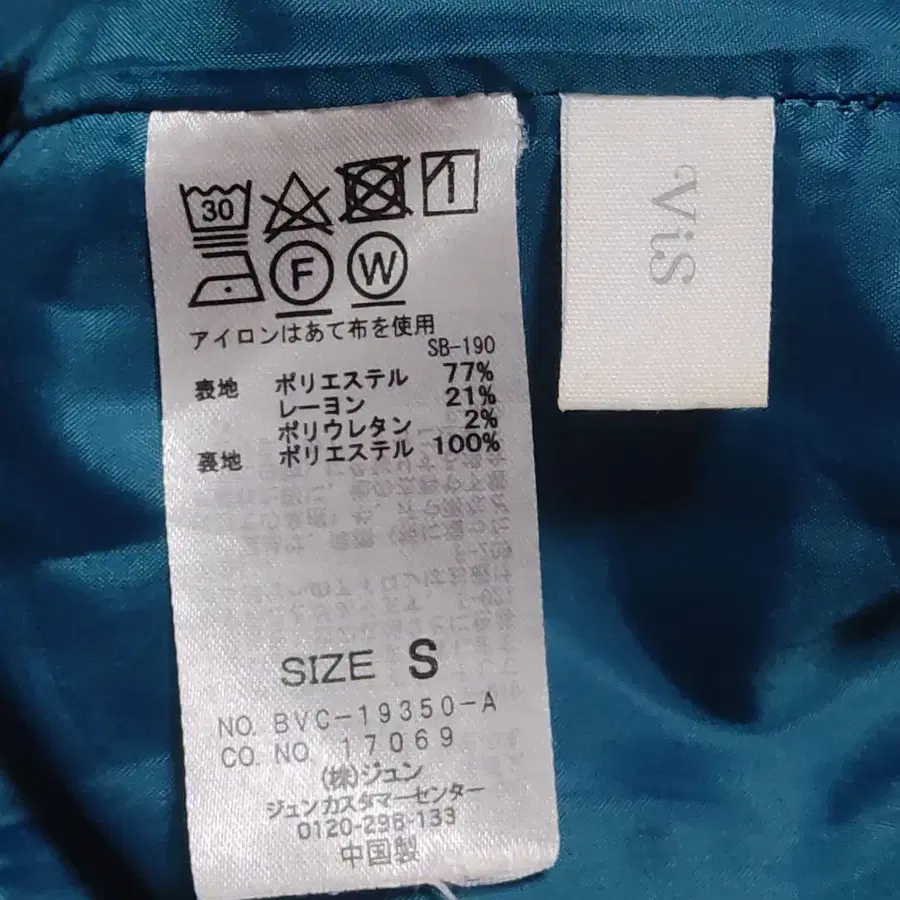 30
F W
アイロンはあて布を使用
SB-190
表地 ポリエステル 77%
レーヨン 21%
ポリウレタン 2%
裏地 ポリエステル 100%
SIZE S
NO. BVC-19350-A
CO. NO. 17069
(株)ジュン
ジュンカスタマーセンター
0120-298-133
中国製
ViS